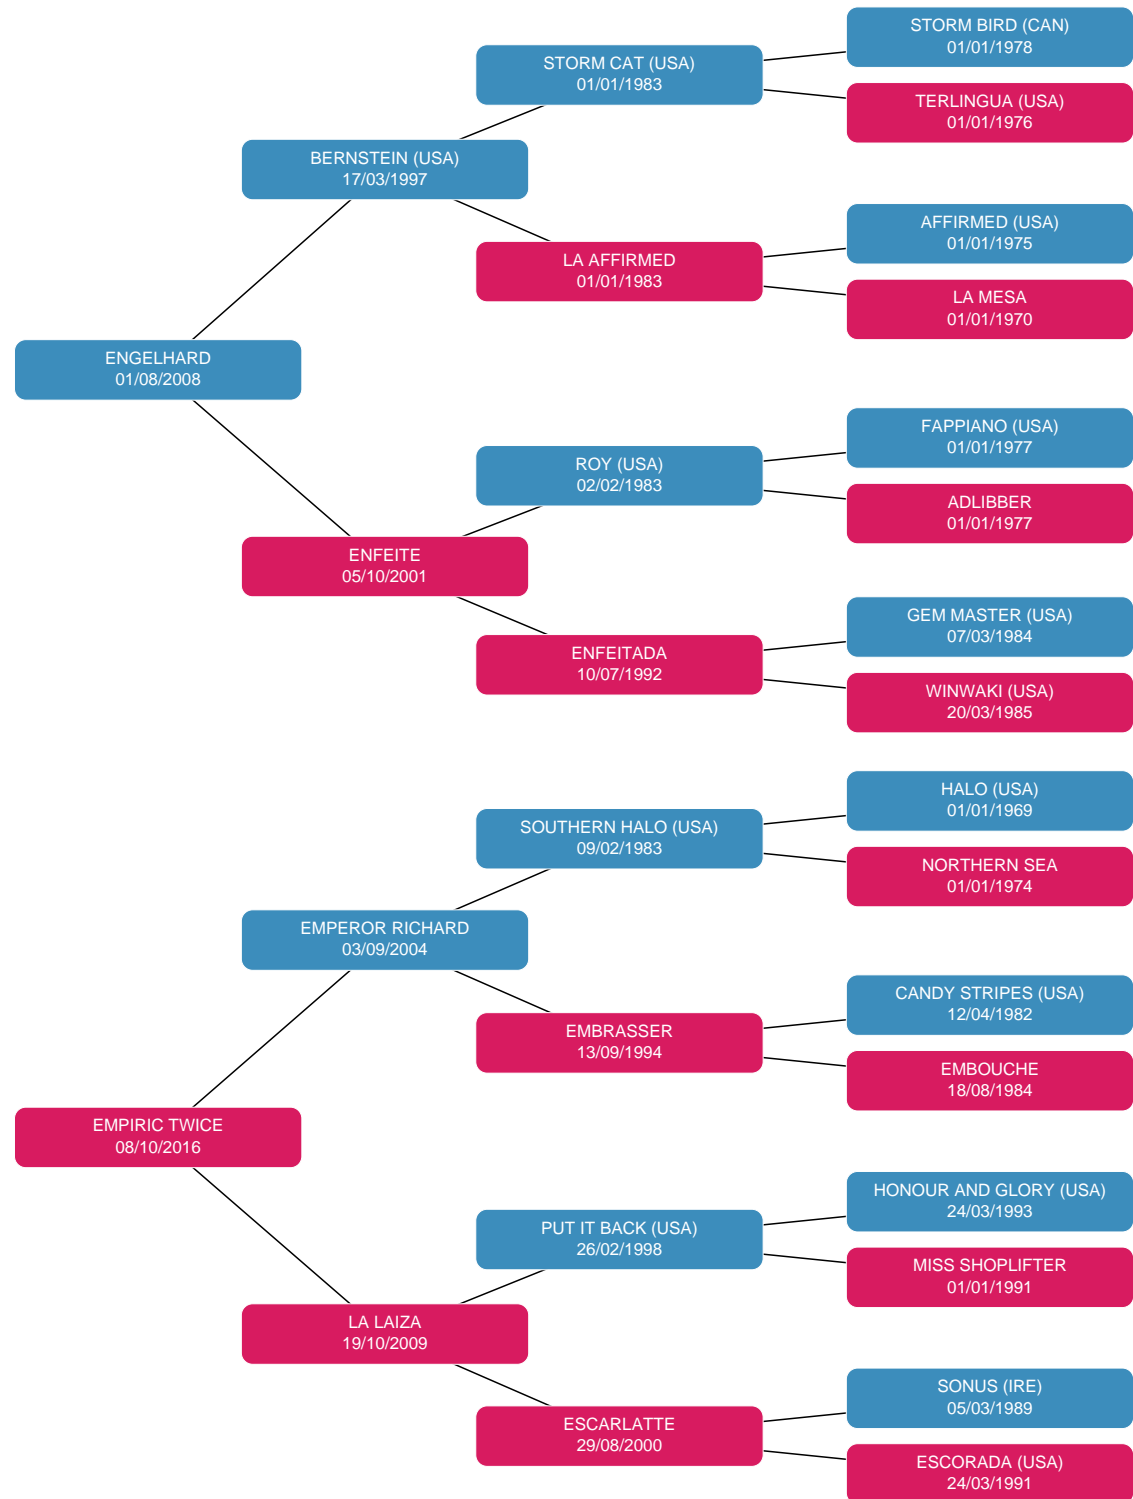 STORM BIRD (CAN)
01/01/1978
STORM CAT (USA)
01/01/1983
TERLINGUA (USA)
01/01/1976
BERNSTEIN (USA)
17/03/1997
AFFIRMED (USA)
01/01/1975
LA AFFIRMED
01/01/1983
LA MESA
01/01/1970
ENGELHARD
01/08/2008
FAPPIANO (USA)
01/01/1977
ROY (USA)
02/02/1983
ADLIBBER
01/01/1977
ENFEITE
05/10/2001
GEM MASTER (USA)
07/03/1984
ENFEITADA
10/07/1992
WINWAKI (USA)
20/03/1985
HALO (USA)
01/01/1969
SOUTHERN HALO (USA)
09/02/1983
NORTHERN SEA
01/01/1974
EMPEROR RICHARD
03/09/2004
CANDY STRIPES (USA)
12/04/1982
EMBRASSER
13/09/1994
EMBOUCHE
18/08/1984
EMPIRIC TWICE
08/10/2016
HONOUR AND GLORY (USA)
24/03/1993
PUT IT BACK (USA)
26/02/1998
MISS SHOPLIFTER
01/01/1991
LA LAIZA
19/10/2009
SONUS (IRE)
05/03/1989
ESCARLATTE
29/08/2000
ESCORADA (USA)
24/03/1991